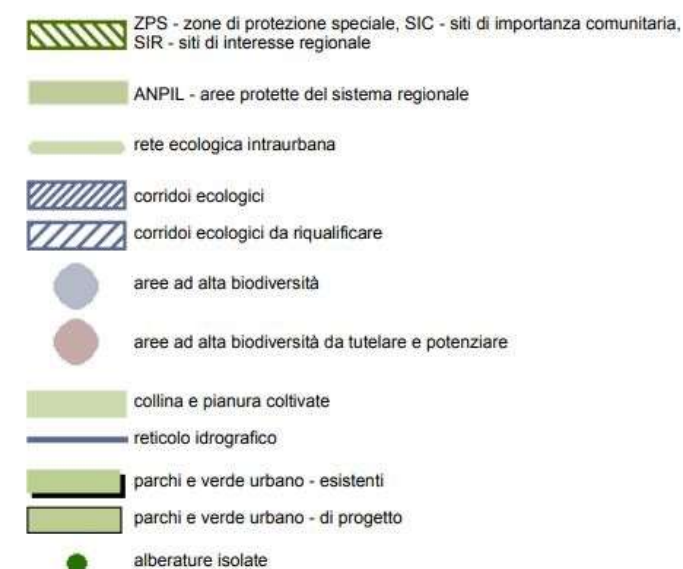 ZPS - zone di protezione speciale, SIC - siti di importanza comunitaria,
SIR - siti di interesse regionale
ANPIL - aree protette del sistema regionale
rete ecologica intraurbana
corridoi ecologici
corridoi ecologici da riqualificare
aree ad alta biodiversità
aree ad alta biodiversità da tutelare e potenziare
collina e pianura coltivate
reticolo idrografico
parchi e verde urbano - esistenti
parchi e verde urbano - di progetto
alberature isolate